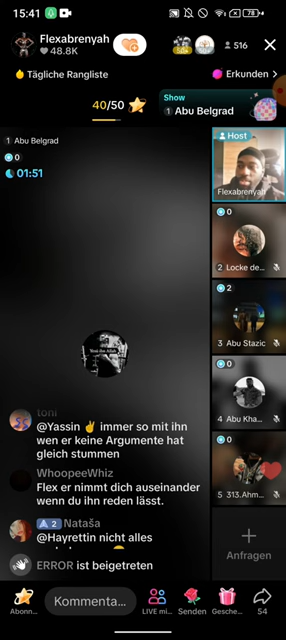 15:41
78
Flexabrenyah
48.8K
516
Tägliche Rangliste
Erkunden
40/50
Show
1 Abu Belgrad
1 Abu Belgrad
0
01:51
Host
Flexabrenyah
0
2 Locke de...
2
3 Abu Stazic
0
4 Abu Kha...
0
5 313.Ahm...
Anfragen
toni
@Yassin ✌ immer so mit ihn
wen er keine Argumente hat
gleich stummen
WhoopeeWhiz
Flex er nimmt dich auseinander
wenn du ihn reden lässt.
2 Nataša
@Hayrettin nicht alles
ERROR ist beigetreten
Abonn...
Kommenta...
LIVE mi...
Senden
Gesche...
54